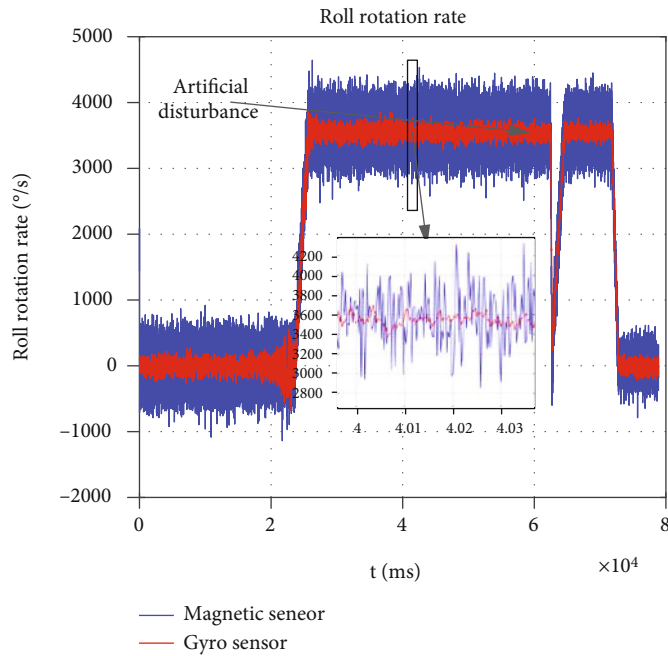 Roll rotation rate
5000
4000
3000
2000
1000
0
−1000
−2000
Roll rotation rate (°/s)
Artificial
disturbance
4200
4000
3800
3600
3400
3200
3000
2800
4 4.01 4.02 4.03
0 2 4 6 8
×10⁴
t (ms)
Magnetic seneor
Gyro sensor